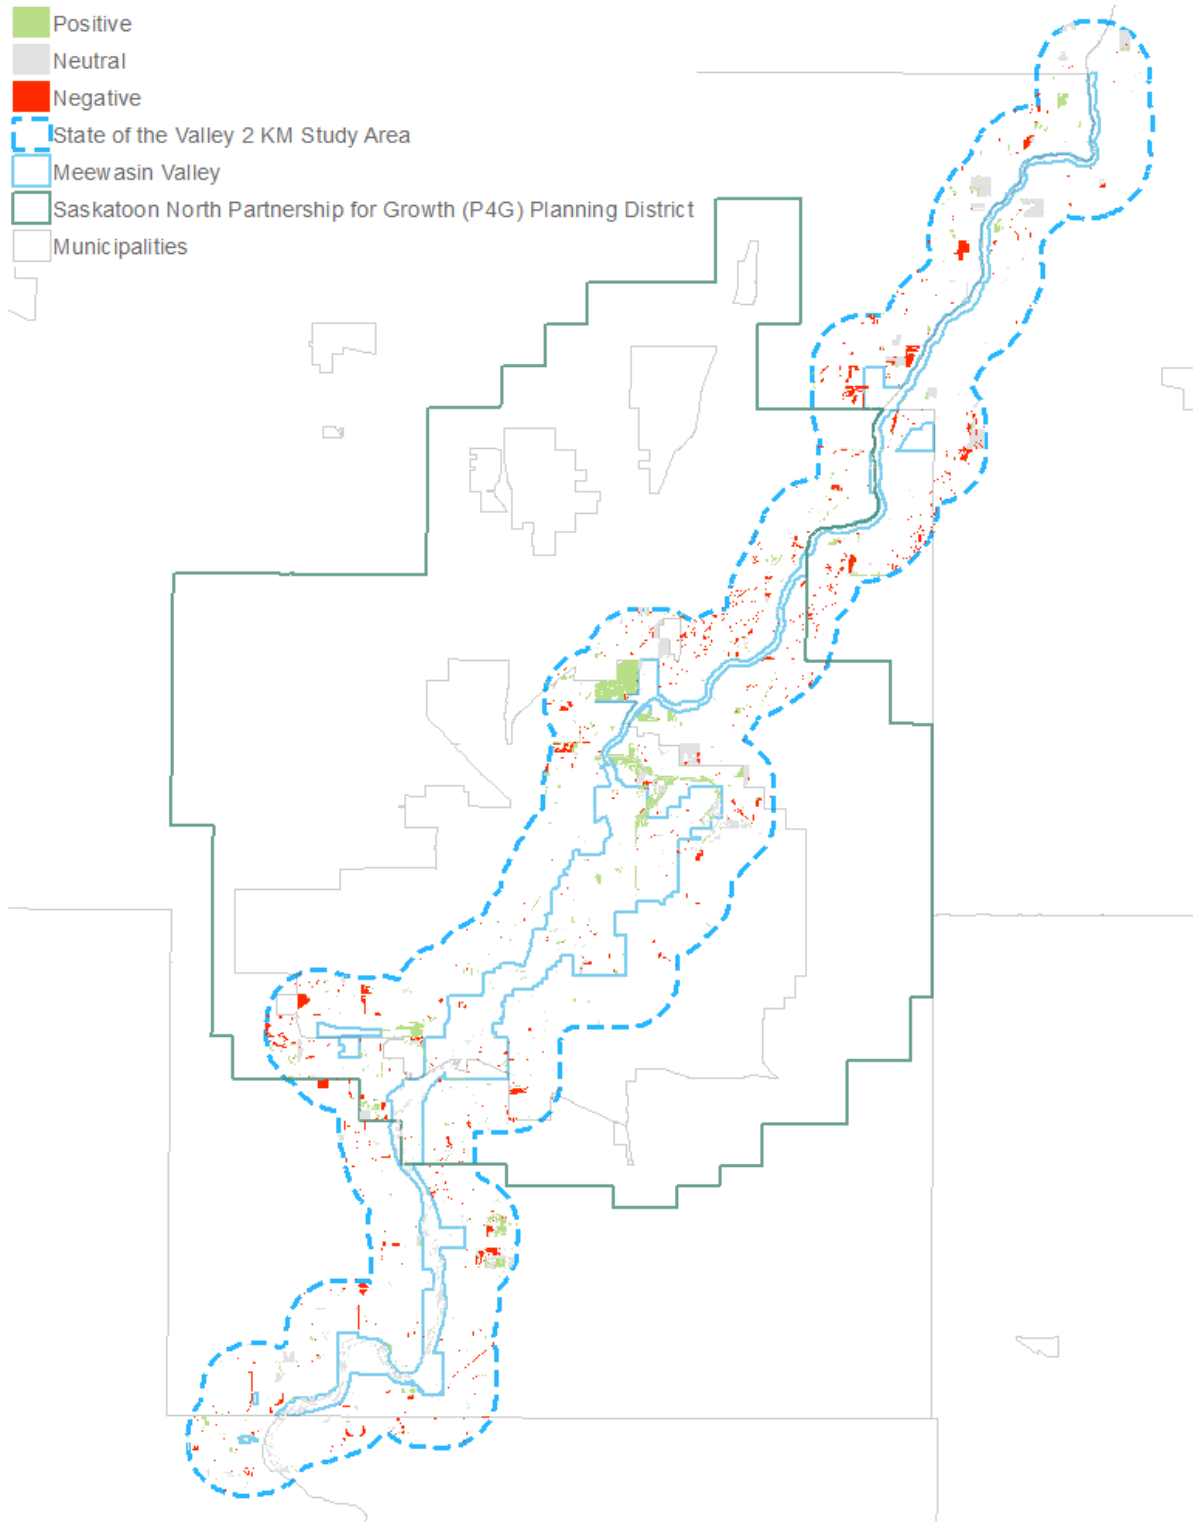 Positive
Neutral
Negative
State of the Valley 2 KM Study Area
Meewasin Valley
Saskatoon North Partnership for Growth (P4G) Planning District
Municipalities